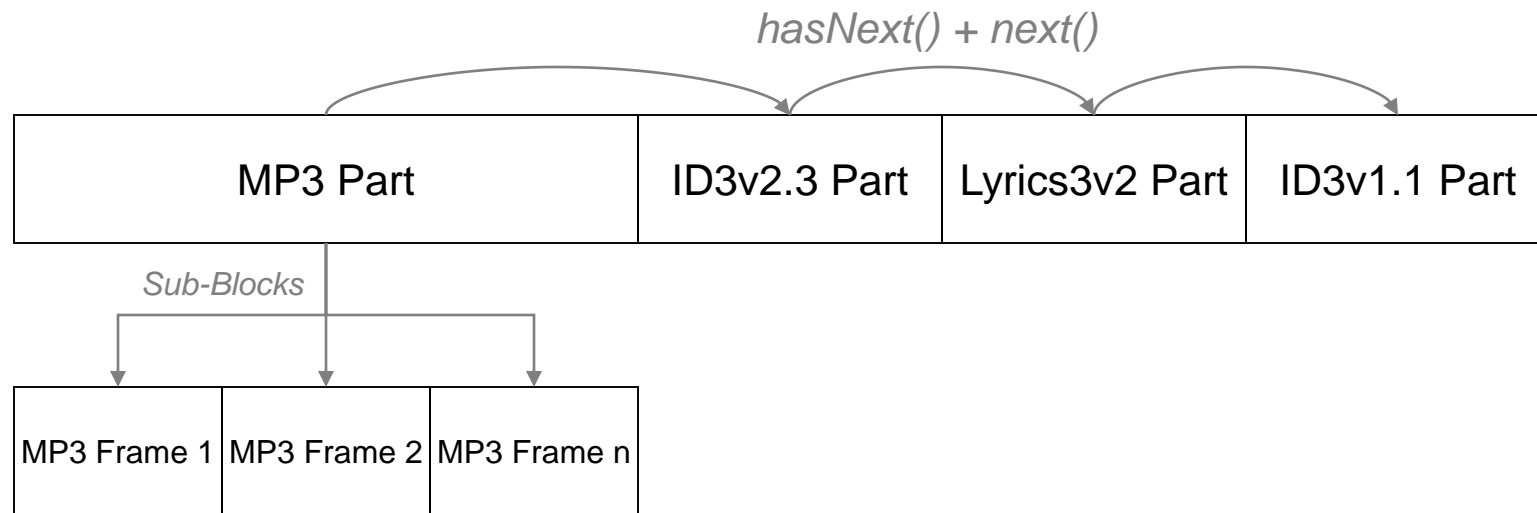 hasNext() + next()
MP3 Part
ID3v2.3 Part
Lyrics3v2 Part
ID3v1.1 Part
Sub-Blocks
MP3 Frame 1
MP3 Frame 2
MP3 Frame n